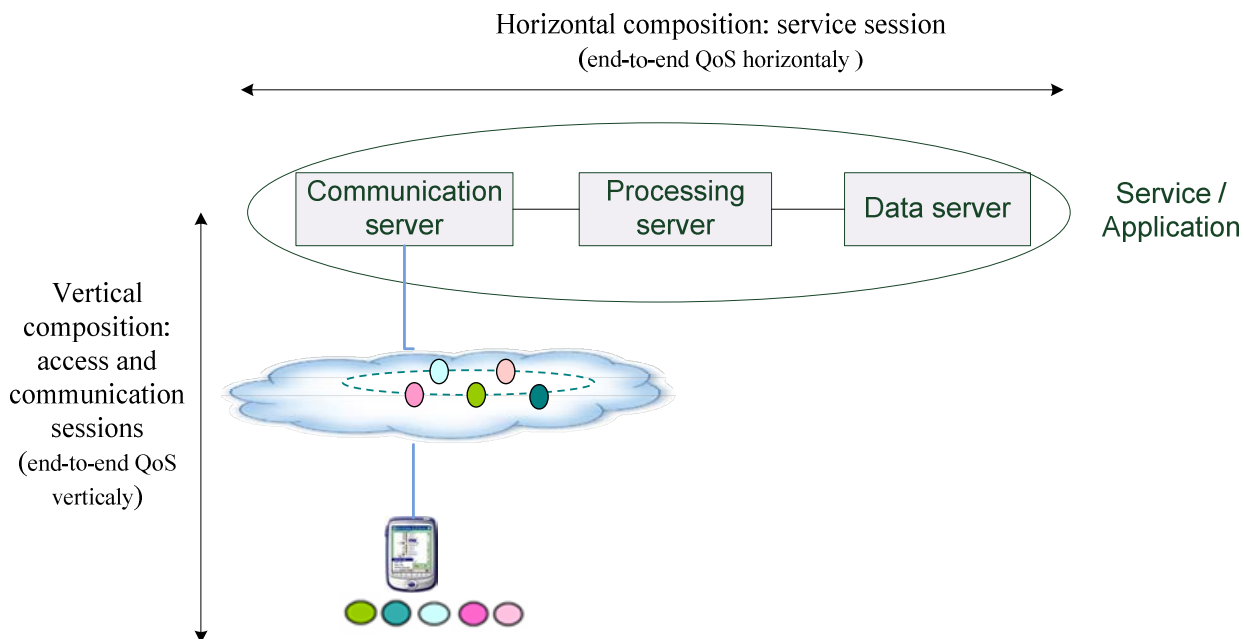 Horizontal composition: service session
(end-to-end QoS horizontaly )
Communication
server
Processing
server
Data server
Service /
Application
Vertical
composition:
access and
communication
sessions
(end-to-end QoS
verticaly)